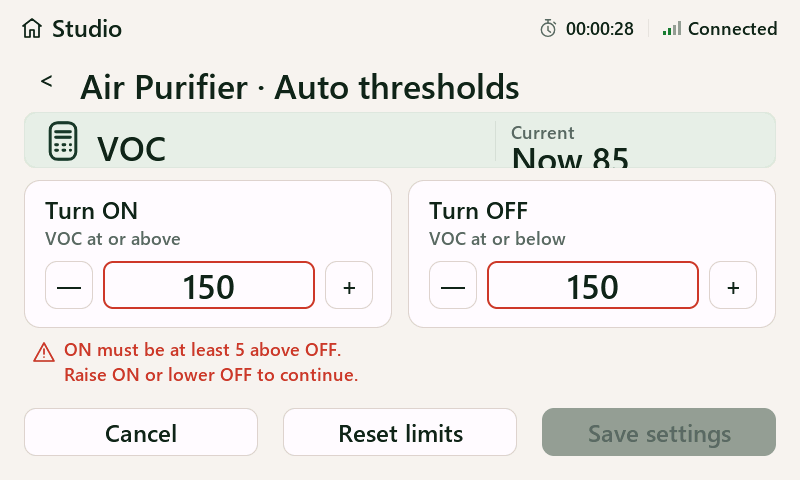 Studio
00:00:28
Connected
< Air Purifier · Auto thresholds
VOC
Current
Now 85
Turn ON
VOC at or above
— 150 +
Turn OFF
VOC at or below
— 150 +
ON must be at least 5 above OFF.
Raise ON or lower OFF to continue.
Cancel
Reset limits
Save settings